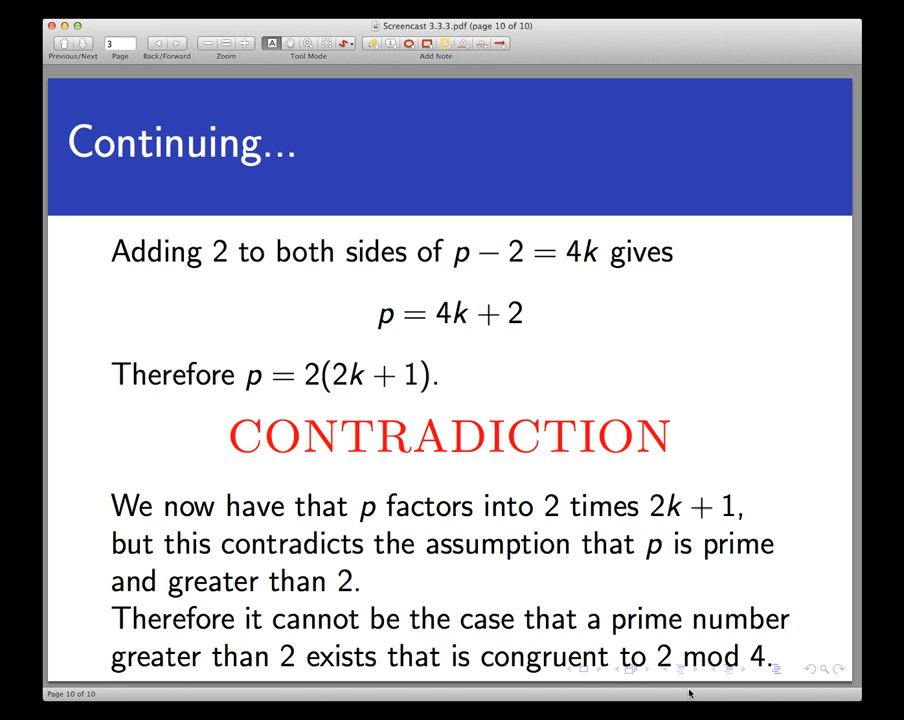 Screencast 3.3.3.pdf (page 10 of 10)
3
Previous/Next Page Back/Forward Zoom Tool Mode Add Note
Continuing...
Adding 2 to both sides of p − 2 = 4k gives
p = 4k + 2
Therefore p = 2(2k + 1).
CONTRADICTION
We now have that p factors into 2 times 2k + 1,
but this contradicts the assumption that p is prime
and greater than 2.
Therefore it cannot be the case that a prime number
greater than 2 exists that is congruent to 2 mod 4.
Page 10 of 10